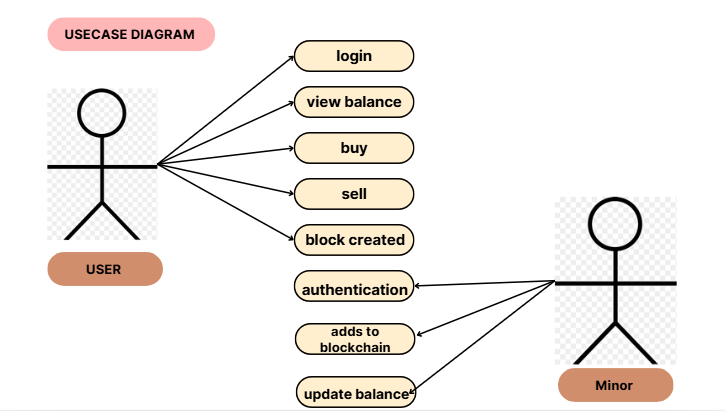 USECASE DIAGRAM
login
view balance
buy
sell
block created
USER
authentication
adds to
blockchain
update balance
Minor